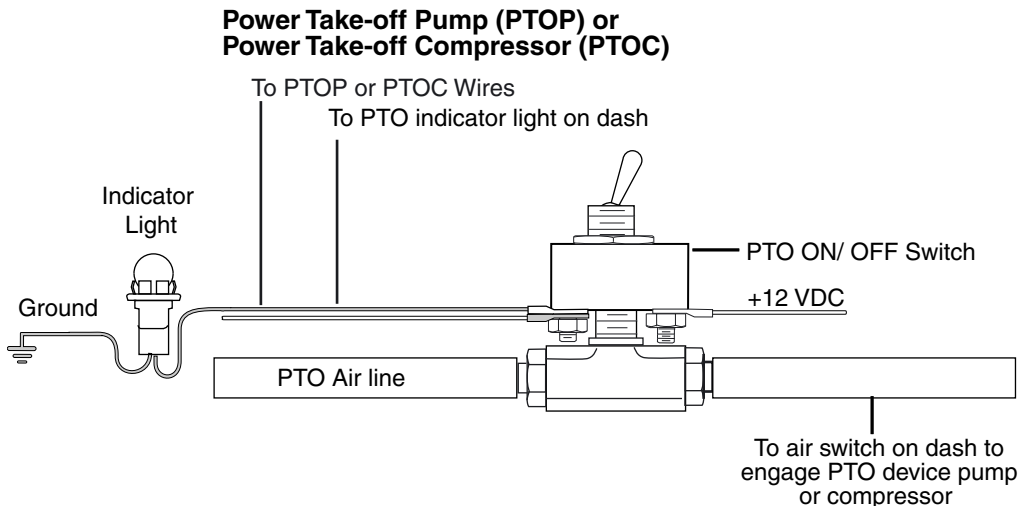 Power Take-off Pump (PTOP) or
Power Take-off Compressor (PTOC)
To PTOP or PTOC Wires
To PTO indicator light on dash
Indicator
Light
PTO ON/ OFF Switch
Ground
+12 VDC
PTO Air line
To air switch on dash to
engage PTO device pump
or compressor